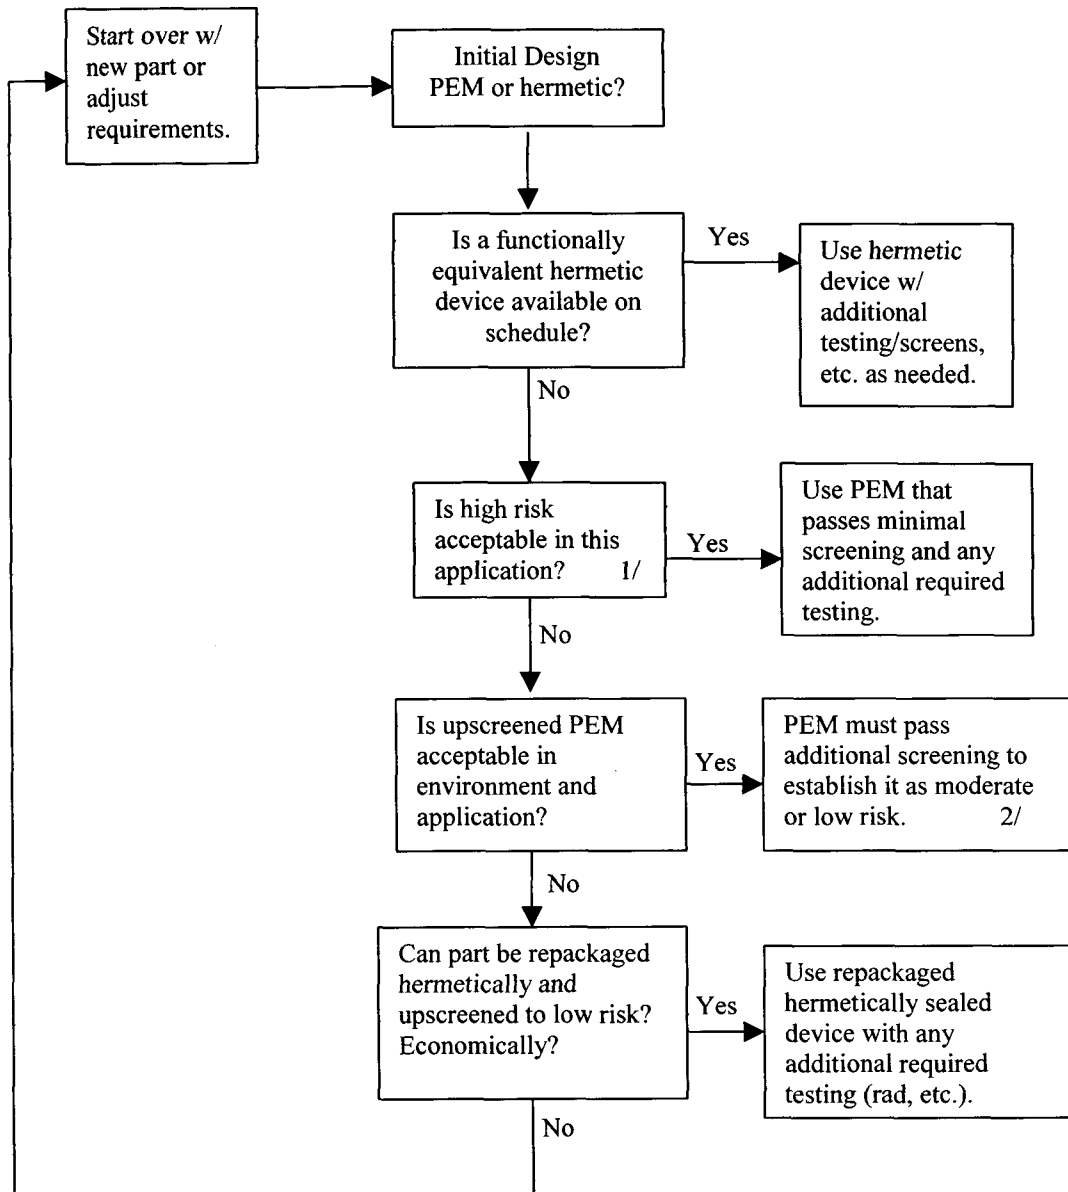 Start over w/
new part or
adjust
requirements.
Initial Design
PEM or hermetic?
Is a functionally
equivalent hermetic
device available on
schedule?
Yes
Use hermetic
device w/
additional
testing/screens,
etc. as needed.
No
Is high risk
acceptable in this
application? 1/
Yes
Use PEM that
passes minimal
screening and any
additional required
testing.
No
Is upscreened PEM
acceptable in
environment and
application?
Yes
PEM must pass
additional screening to
establish it as moderate
or low risk. 2/
No
Can part be repackaged
hermetically and
upscreened to low risk?
Economically?
Yes
Use repackaged
hermetically sealed
device with any
additional required
testing (rad, etc.).
No